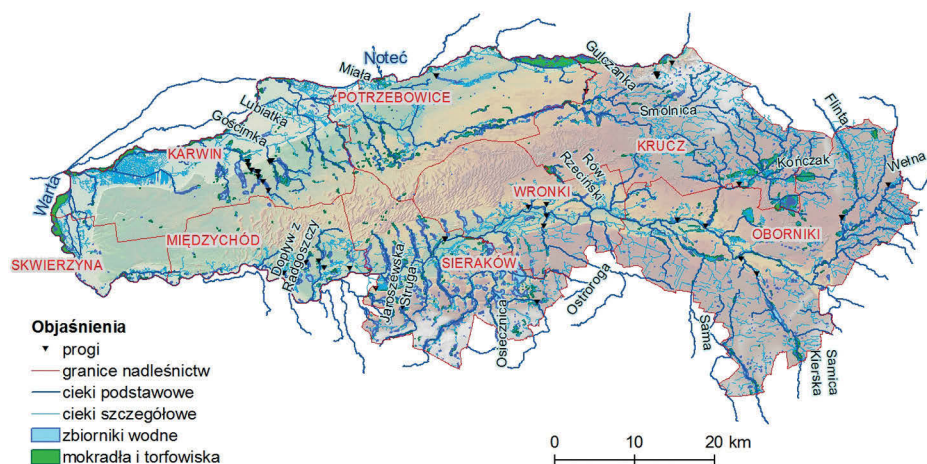 Noteć
Miała
Gulczanka
POTRZEBOWICE
Smolnica
Flinta
Lubiatka
Gościmka
KARWIN
KRUCZ
Kończak
Wełna
Warta
Rów
Rzeciński
WRONKI
OBORNIKI
MIĘDZYCHÓD
SKWIERZYNA
Dopływ z
Radgoszczy
Jaroszewska
Struga
SIERAKÓW
Osiecznica
Ostroroga
Sama
Samica
Kierska
Objaśnienia
progi
granice nadleśnictw
cieki podstawowe
cieki szczegółowe
zbiorniki wodne
mokradła i torfowiska
0 10 20 km